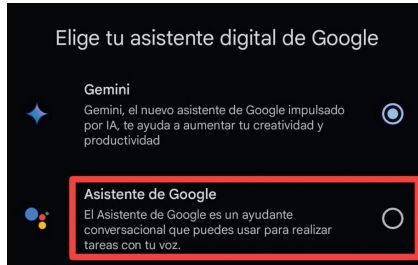 Elige tu asistente digital de Google
Gemini
Gemini, el nuevo asistente de Google impulsado
por IA, te ayuda a aumentar tu creatividad y
productividad
Asistente de Google
El Asistente de Google es un ayudante
conversacional que puedes usar para realizar
tareas con tu voz.